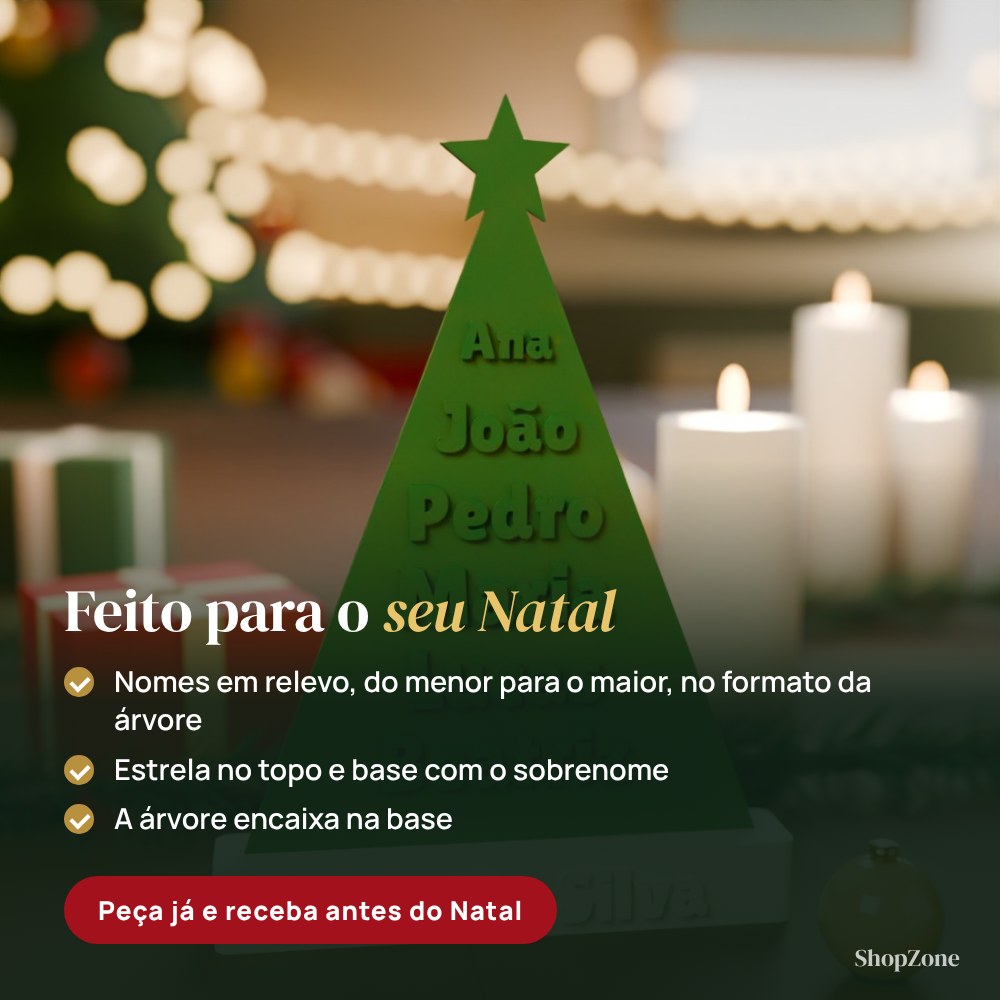 Ana
João
Pedro
Feito para o seu Natal
Nomes em relevo, do menor para o maior, no formato da
árvore
Estrela no topo e base com o sobrenome
A árvore encaixa na base
Peça já e receba antes do Natal
Silva
ShopZone